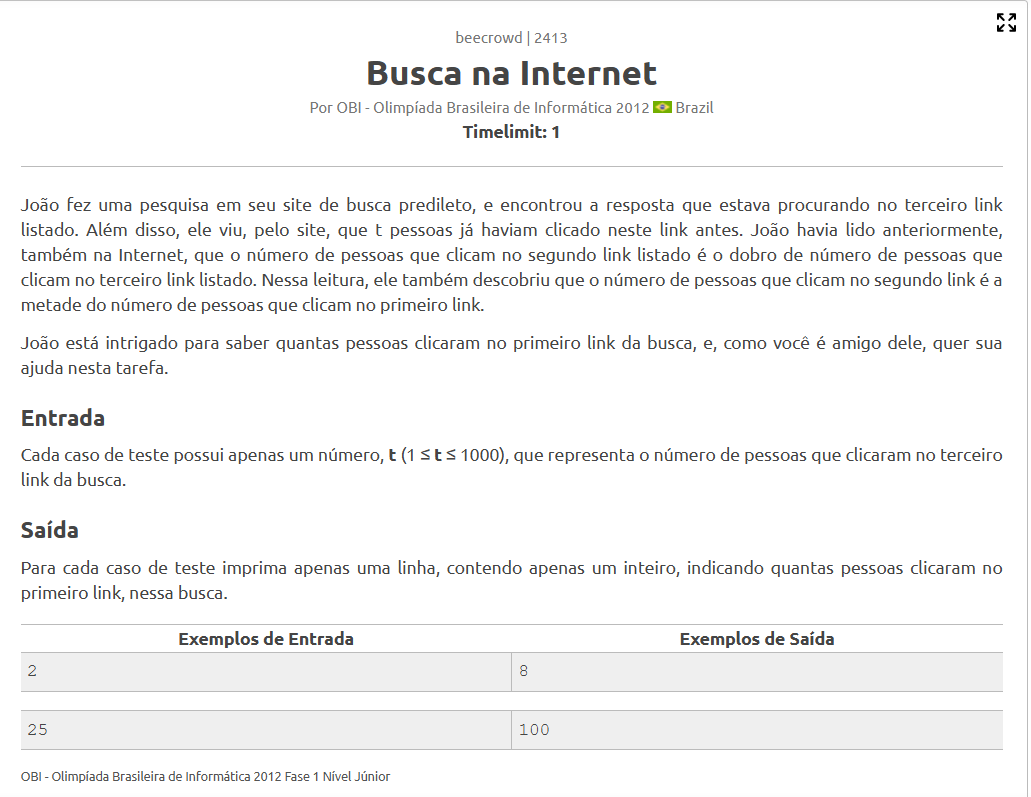 beecrowd | 2413
Busca na Internet
Por OBI - Olimpíada Brasileira de Informática 2012 Brazil
Timelimit: 1
João fez uma pesquisa em seu site de busca predileto, e encontrou a resposta que estava procurando no terceiro link
listado. Além disso, ele viu, pelo site, que t pessoas já haviam clicado neste link antes. João havia lido anteriormente,
também na Internet, que o número de pessoas que clicam no segundo link listado é o dobro de número de pessoas que
clicam no terceiro link listado. Nessa leitura, ele também descobriu que o número de pessoas que clicam no segundo link é a
metade do número de pessoas que clicam no primeiro link.
João está intrigado para saber quantas pessoas clicaram no primeiro link da busca, e, como você é amigo dele, quer sua
ajuda nesta tarefa.
Entrada
Cada caso de teste possui apenas um número, t (1 ≤ t ≤ 1000), que representa o número de pessoas que clicaram no terceiro
link da busca.
Saída
Para cada caso de teste imprima apenas uma linha, contendo apenas um inteiro, indicando quantas pessoas clicaram no
primeiro link, nessa busca.
Exemplos de Entrada Exemplos de Saída
2 8
25 100
OBI - Olimpíada Brasileira de Informática 2012 Fase 1 Nível Júnior